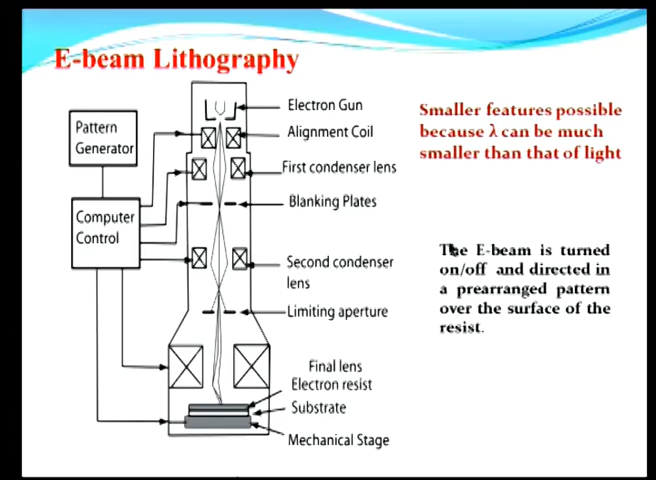 E-beam Lithography
Pattern
Generator
Computer
Control
Electron Gun
Alignment Coil
First condenser lens
Blanking Plates
Second condenser
lens
Limiting aperture
Final lens
Electron resist
Substrate
Mechanical Stage
Smaller features possible
because λ can be much
smaller than that of light
The E-beam is turned
on/off and directed in
a prearranged pattern
over the surface of the
resist.